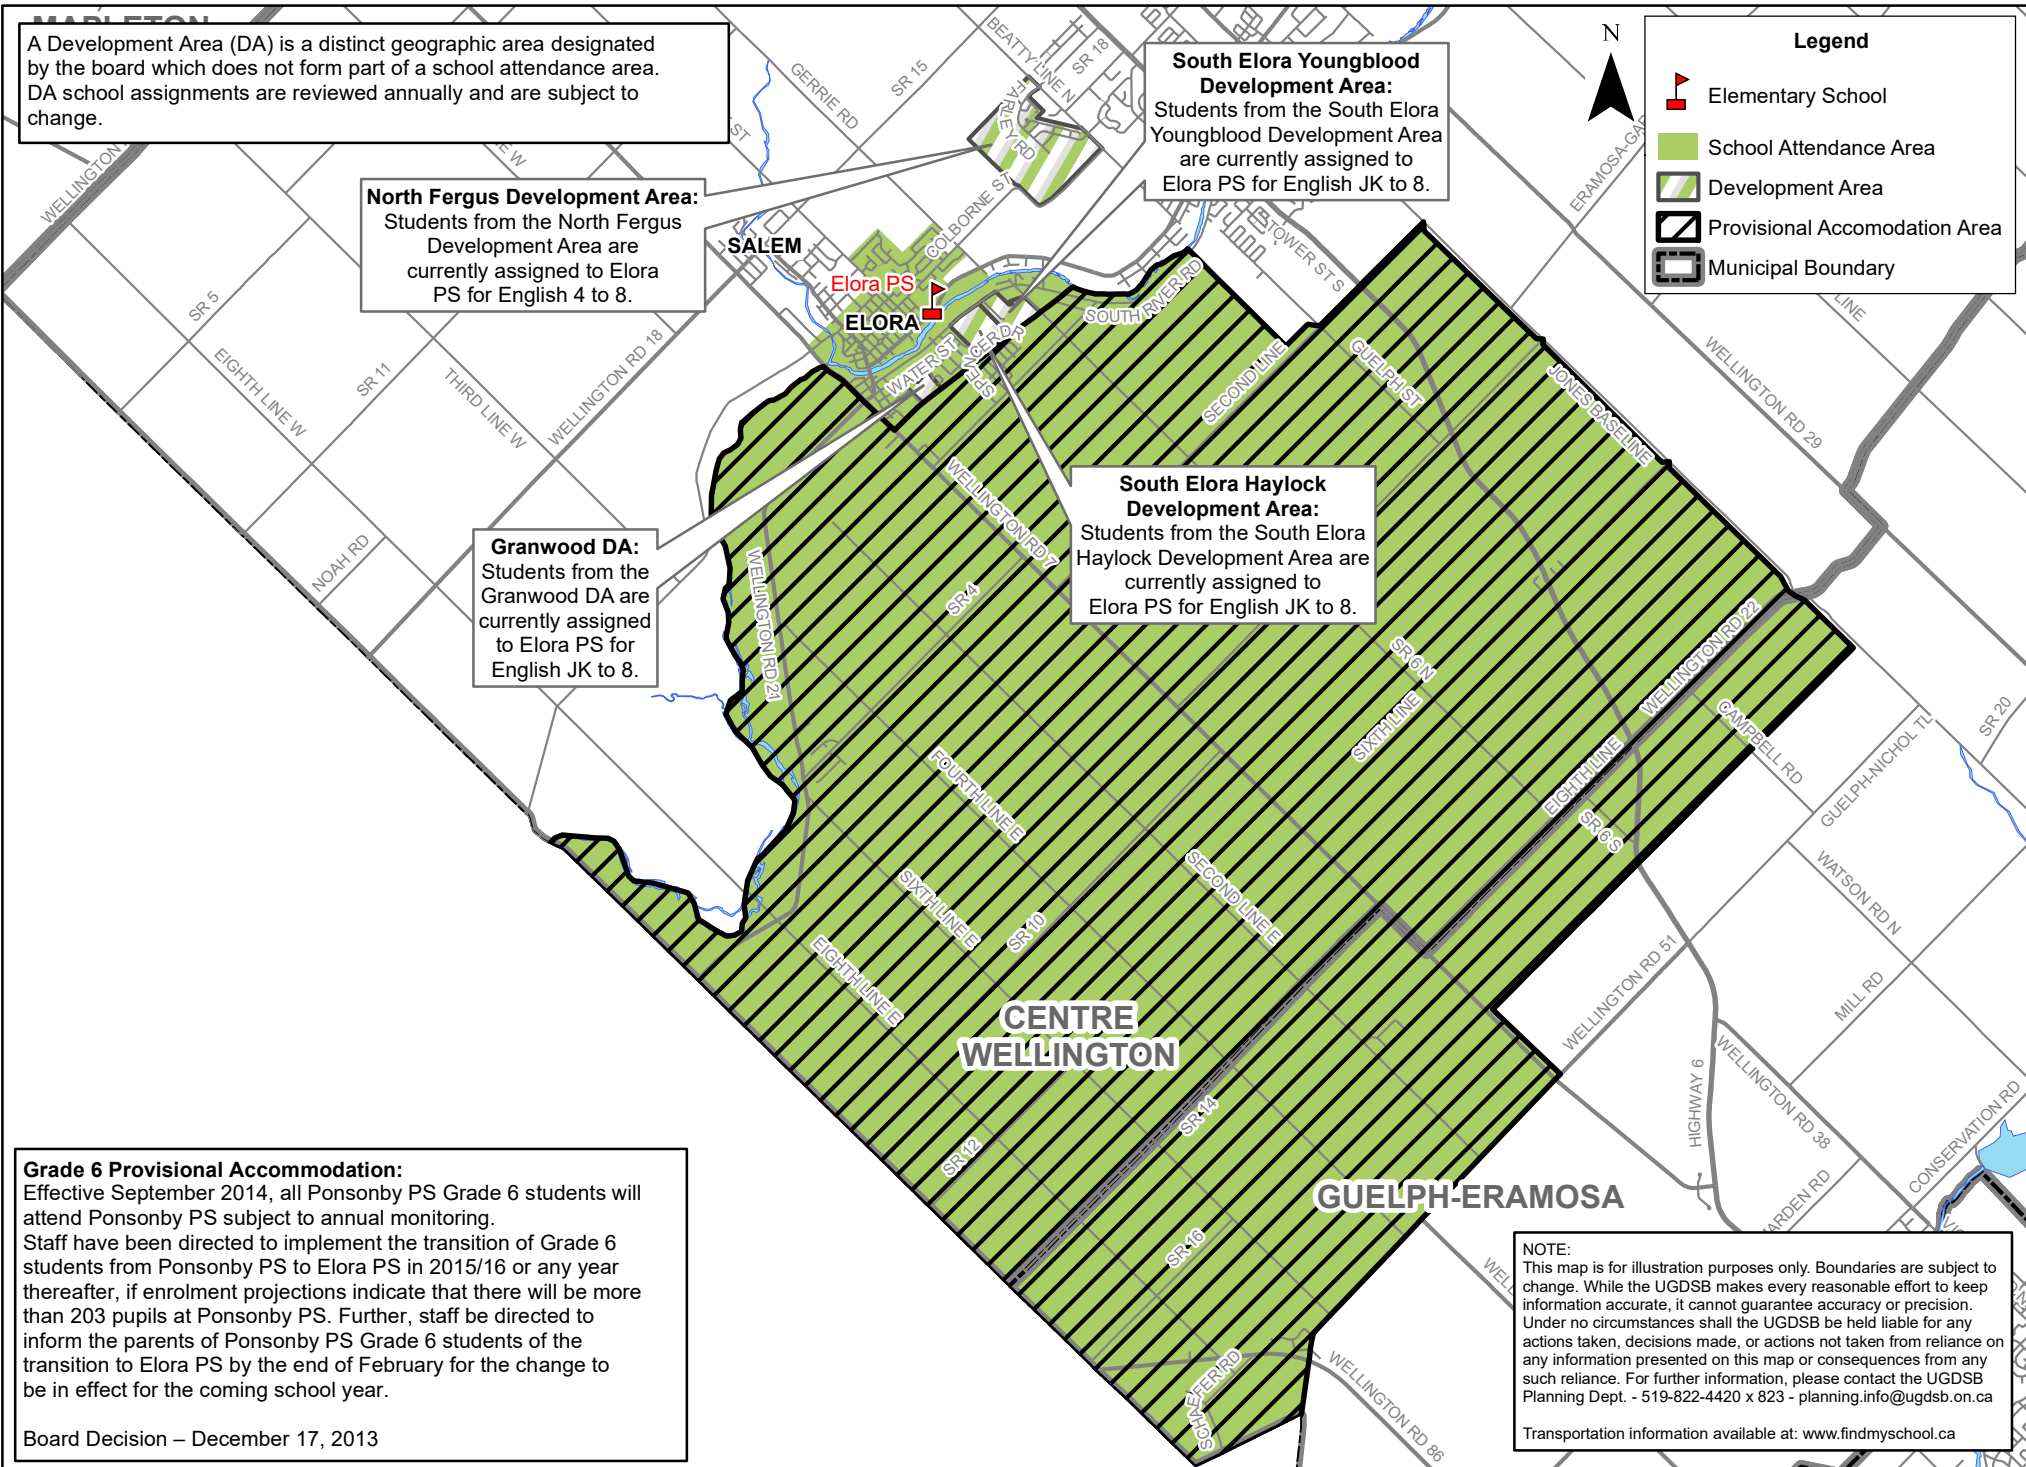 MAPLETON
A Development Area (DA) is a distinct geographic area designated
by the board which does not form part of a school attendance area.
DA school assignments are reviewed annually and are subject to
change.
North Fergus Development Area:
Students from the North Fergus
Development Area are
currently assigned to Elora
PS for English 4 to 8.
South Elora Youngblood
Development Area:
Students from the South Elora
Youngblood Development Area
are currently assigned to
Elora PS for English JK to 8.
N
Legend
Elementary School
School Attendance Area
Development Area
Provisional Accomodation Area
Municipal Boundary
Granwood DA:
Students from the
Granwood DA are
currently assigned
to Elora PS for
English JK to 8.
South Elora Haylock
Development Area:
Students from the South Elora
Haylock Development Area are
currently assigned to
Elora PS for English JK to 8.
SALEM
Elora PS
ELORA
BEATTY LINE N
SR 18
GERRIE RD
SR 15
FARLEY RD
COLBORNE ST
TOWER ST S
SOUTH RIVER RD
WATER ST
SPENCER DR
SECOND LINE
GUELPH ST
JONES BASELINE
WELLINGTON RD 29
LINE
SR 5
EIGHTH LINE W
SR 11
THIRD LINE W
WELLINGTON RD 18
NOAH RD
WELLINGTON RD 7
WELLINGTON RD 21
SR 4
SR 6 N
SIXTH LINE
WELLINGTON RD 22
EIGHTH LINE
SR 6 S
CAMPBELL RD
GUELPH-NICHOL TL
SR 20
WATSON RD N
MILL RD
WELLINGTON RD 51
HIGHWAY 6
WELLINGTON RD 38
CONSERVATION RD
FOURTH LINE E
SIXTH LINE E
SECOND LINE E
SR 10
EIGHTH LINE E
SR 12
SR 14
SR 16
SCHAEFER RD
WELLINGTON RD 86
CENTRE
WELLINGTON
GUELPH-ERAMOSA
Grade 6 Provisional Accommodation:
Effective September 2014, all Ponsonby PS Grade 6 students will
attend Ponsonby PS subject to annual monitoring.
Staff have been directed to implement the transition of Grade 6
students from Ponsonby PS to Elora PS in 2015/16 or any year
thereafter, if enrolment projections indicate that there will be more
than 203 pupils at Ponsonby PS. Further, staff be directed to
inform the parents of Ponsonby PS Grade 6 students of the
transition to Elora PS by the end of February for the change to
be in effect for the coming school year.
Board Decision – December 17, 2013
NOTE:
This map is for illustration purposes only. Boundaries are subject to
change. While the UGDSB makes every reasonable effort to keep
information accurate, it cannot guarantee accuracy or precision.
Under no circumstances shall the UGDSB be held liable for any
actions taken, decisions made, or actions not taken from reliance on
any information presented on this map or consequences from any
such reliance. For further information, please contact the UGDSB
Planning Dept. - 519-822-4420 x 823 - planning.info@ugdsb.on.ca
Transportation information available at: www.findmyschool.ca